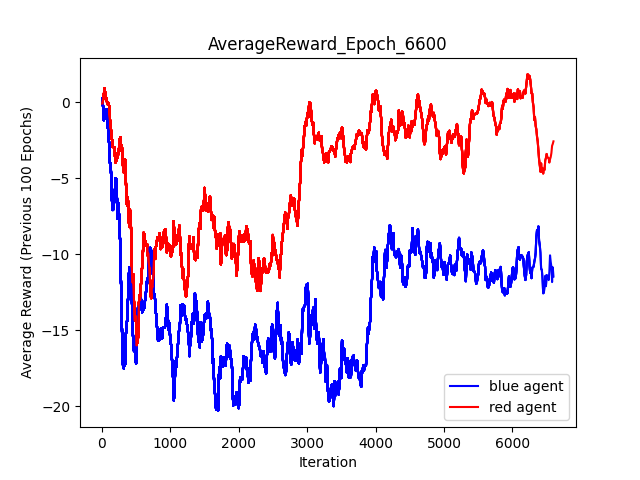 AverageReward_Epoch_6600
Average Reward (Previous 100 Epochs)
0
−5
−10
−15
−20
0 1000 2000 3000 4000 5000 6000
Iteration
blue agent
red agent